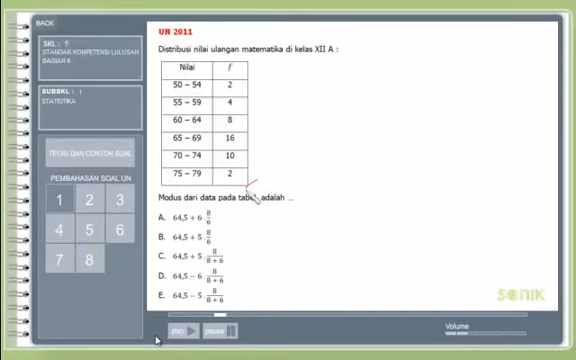 BACK
SKL : 6
STANDAR KOMPETENSI LULUSAN
BAGIAN 6
SUBSKL : 1
STATISTIKA
TEORI DAN CONTOH SOAL
PEMBAHASAN SOAL UN
1 2 3
4 5 6
7 8
UN 2011
Distribusi nilai ulangan matematika di kelas XII A :
Nilai f
50 – 54 2
55 – 59 4
60 – 64 8
65 – 69 16
70 – 74 10
75 – 79 2
Modus dari data pada tabel adalah ...
A. 64,5 + 6 . 8/6
B. 64,5 + 5 . 8/6
C. 64,5 + 5 . 8/(8 + 6)
D. 64,5 – 6 . 8/(8 + 6)
E. 64,5 – 5 . 8/(8 + 6)
SONIK
play pause
Volume